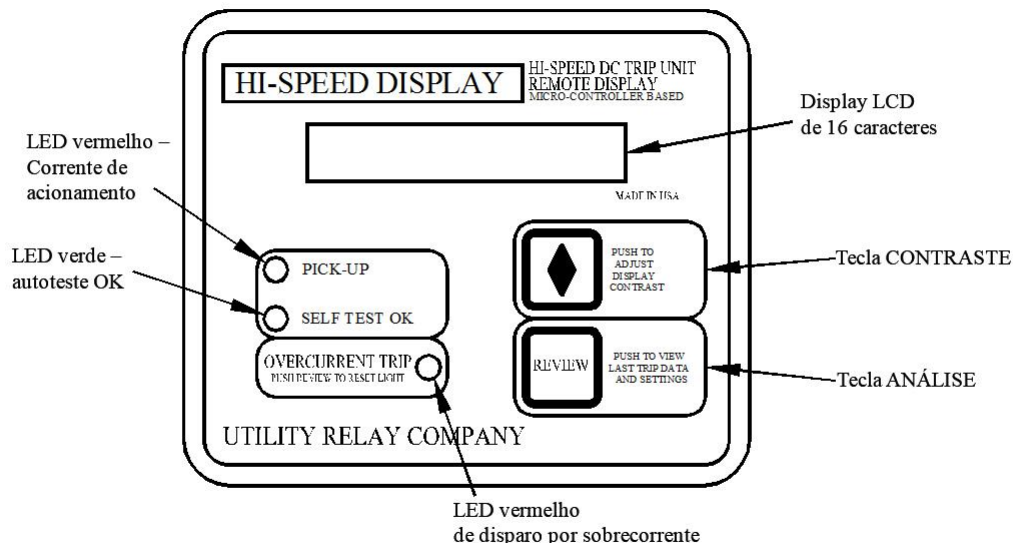 HI-SPEED DISPLAY
HI-SPEED DC TRIP UNIT
REMOTE DISPLAY
MICRO-CONTROLLER BASED
Display LCD
de 16 caracteres
LED vermelho –
Corrente de
acionamento
MADE IN USA
LED verde –
autoteste OK
PICK-UP
SELF TEST OK
PUSH TO
ADJUST
DISPLAY
CONTRAST
Tecla CONTRASTE
OVERCURRENT TRIP
PUSH REVIEW TO RESET LIGHT
REVIEW
PUSH TO VIEW
LAST TRIP DATA
AND SETTINGS
Tecla ANÁLISE
UTILITY RELAY COMPANY
LED vermelho
de disparo por sobrecorrente